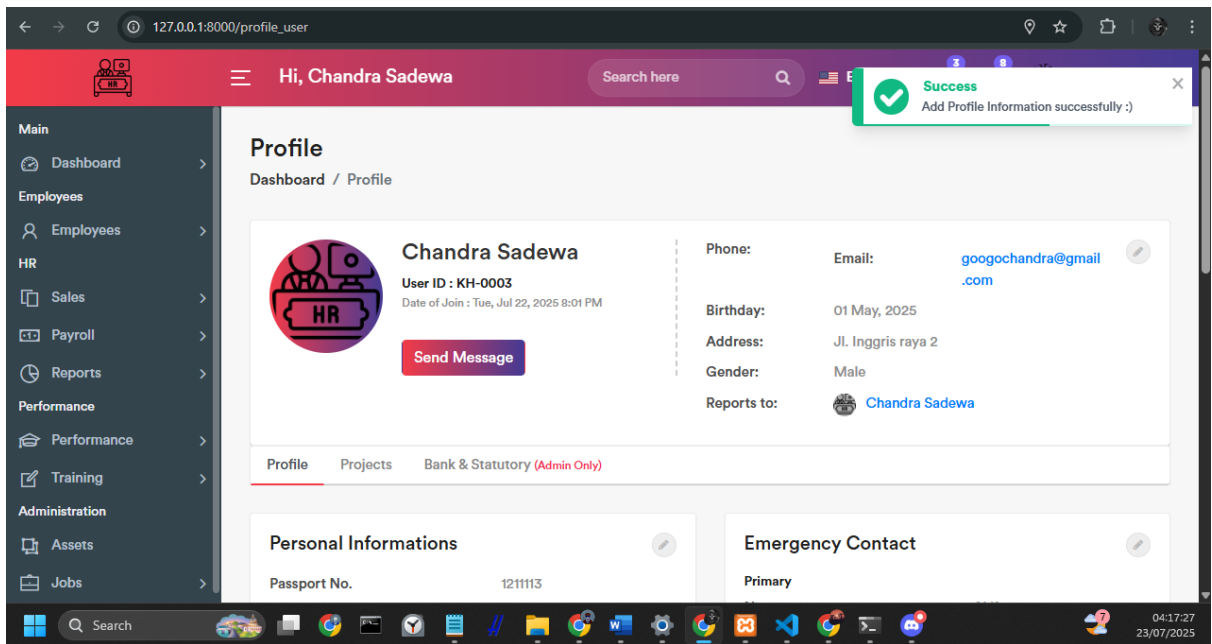 127.0.0.1:8000/profile_user
HR
Hi, Chandra Sadewa
Search here
E
3
8
Success
Add Profile Information successfully :)
Main
Dashboard
Employees
Employees
HR
Sales
Payroll
Reports
Performance
Performance
Training
Administration
Assets
Jobs
Profile
Dashboard / Profile
HR
Chandra Sadewa
User ID : KH-0003
Date of Join : Tue, Jul 22, 2025 8:01 PM
Send Message
Phone:
Email: googochandra@gmail
.com
Birthday: 01 May, 2025
Address: Jl. Inggris raya 2
Gender: Male
Reports to: Chandra Sadewa
Profile Projects Bank & Statutory (Admin Only)
Personal Informations
Passport No. 1211113
Emergency Contact
Primary
Search
7
04:17:27
23/07/2025